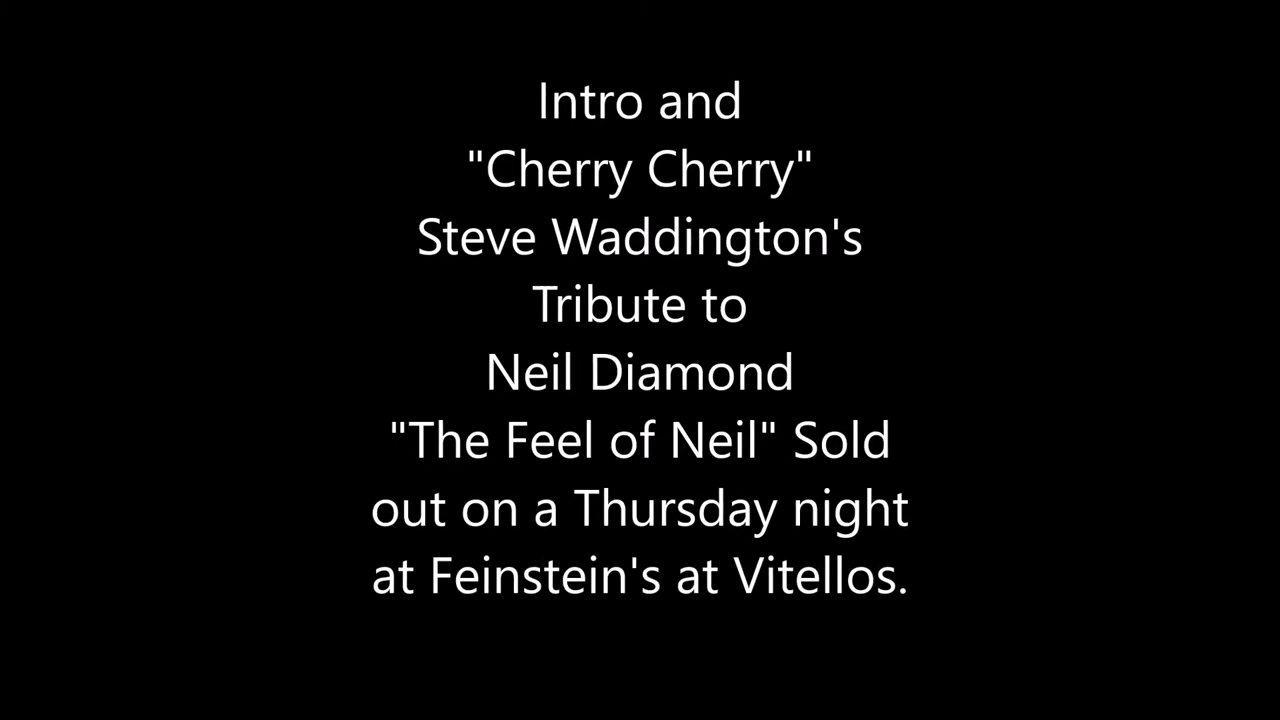 Intro and
"Cherry Cherry"
Steve Waddington's
Tribute to
Neil Diamond
"The Feel of Neil" Sold
out on a Thursday night
at Feinstein's at Vitellos.